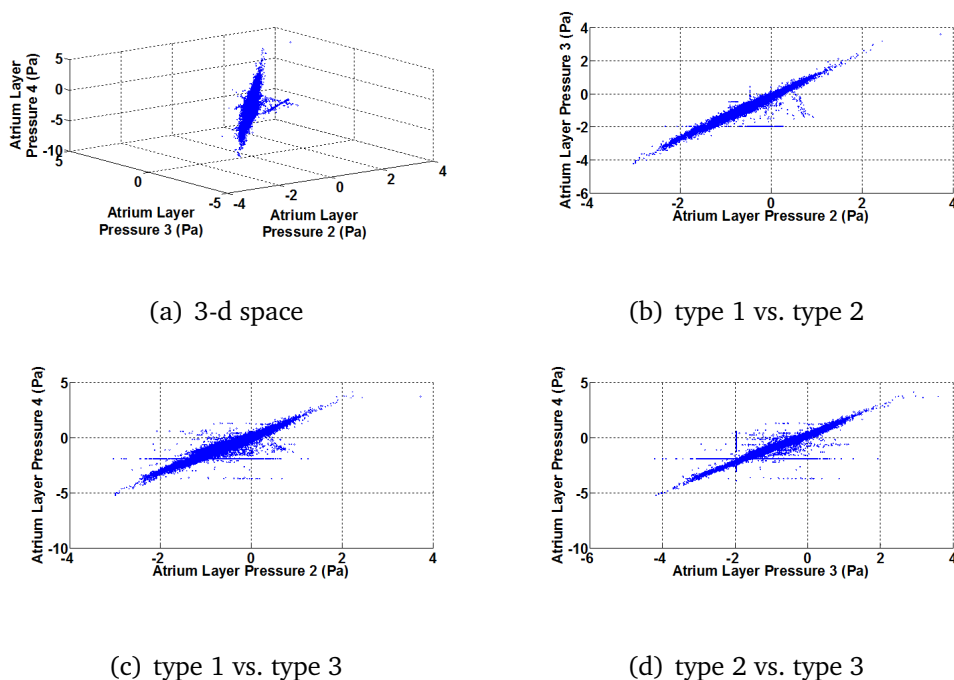 Atrium Layer
Pressure 4 (Pa)
5
0
-5
-10
5
0
-5
-4
-2
0
2
4
Atrium Layer
Pressure 3 (Pa)
Atrium Layer
Pressure 2 (Pa)
(a) 3-d space
Atrium Layer Pressure 3 (Pa)
4
2
0
-2
-4
-6
-4
-2
0
2
4
Atrium Layer Pressure 2 (Pa)
(b) type 1 vs. type 2
Atrium Layer Pressure 4 (Pa)
5
0
-5
-10
-4
-2
0
2
4
Atrium Layer Pressure 2 (Pa)
(c) type 1 vs. type 3
Atrium Layer Pressure 4 (Pa)
5
0
-5
-10
-6
-4
-2
0
2
4
Atrium Layer Pressure 3 (Pa)
(d) type 2 vs. type 3